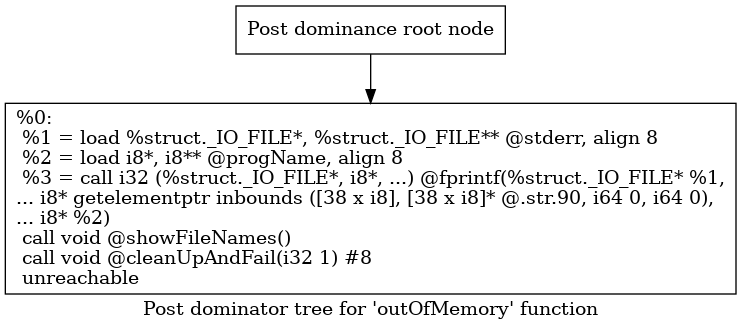 Post dominance root node
%0:
%1 = load %struct._IO_FILE*, %struct._IO_FILE** @stderr, align 8
%2 = load i8*, i8** @progName, align 8
%3 = call i32 (%struct._IO_FILE*, i8*, ...) @fprintf(%struct._IO_FILE* %1,
... i8* getelementptr inbounds ([38 x i8], [38 x i8]* @.str.90, i64 0, i64 0),
... i8* %2)
call void @showFileNames()
call void @cleanUpAndFail(i32 1) #8
unreachable
Post dominator tree for 'outOfMemory' function